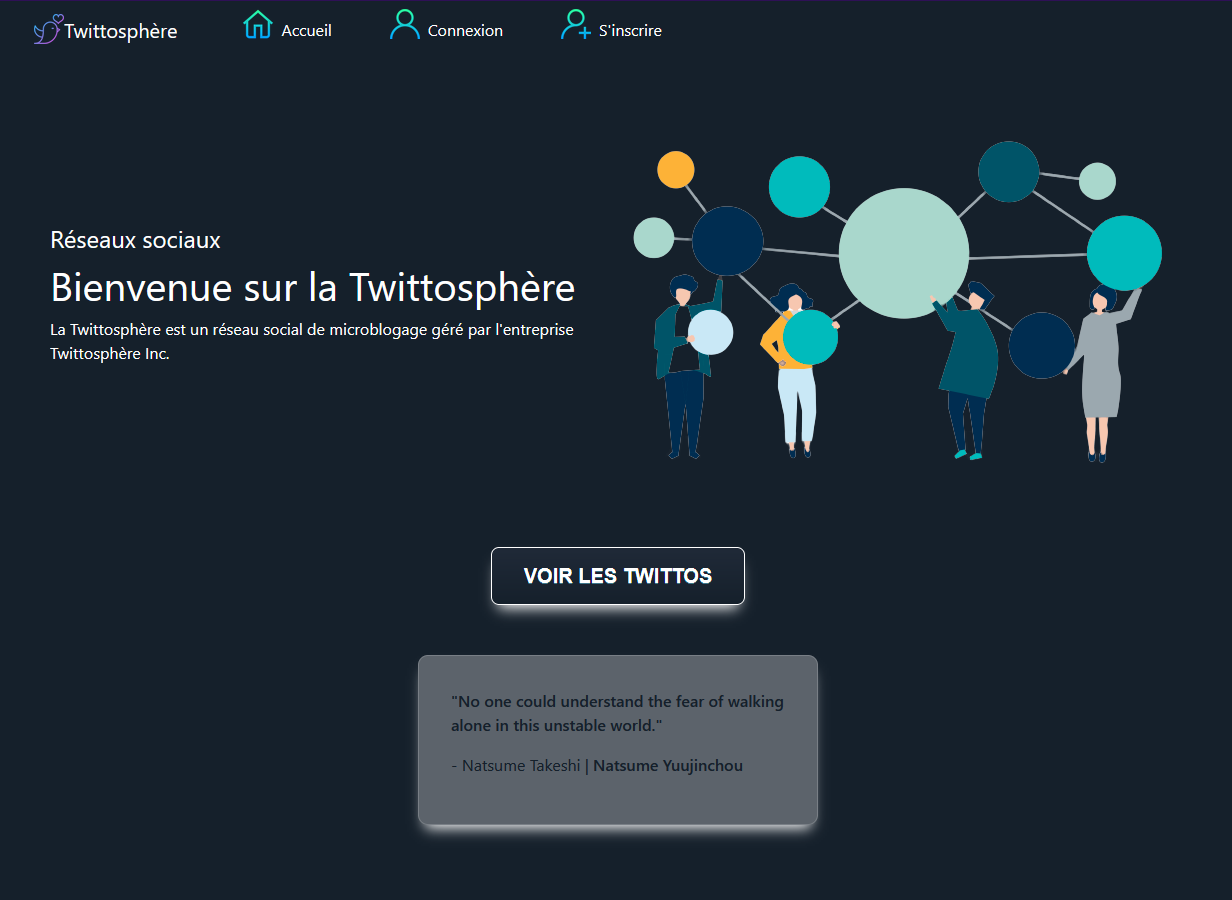 Twittosphère
Accueil
Connexion
S'inscrire
Réseaux sociaux
Bienvenue sur la Twittosphère
La Twittosphère est un réseau social de microblogage géré par l'entreprise
Twittosphère Inc.
VOIR LES TWITTOS
"No one could understand the fear of walking
alone in this unstable world."
- Natsume Takeshi | Natsume Yuujinchou